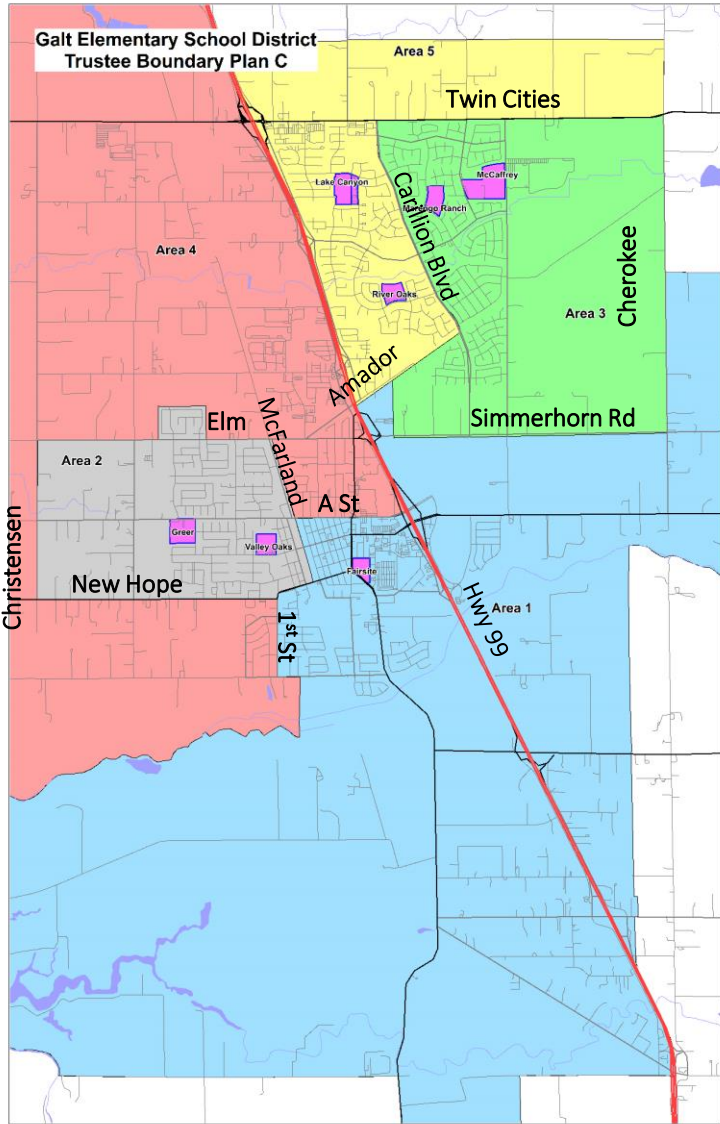 Galt Elementary School District
Trustee Boundary Plan C
Area 5
Twin Cities
Lake Canyon
McCaffrey
Marengo Ranch
Carillion Blvd
Area 4
River Oaks
Cherokee
Area 3
Amador
Elm
McFarland
Simmerhorn Rd
Area 2
A St
Greer
Valley Oaks
Fairsite
Christensen
New Hope
1st St
Hwy 99
Area 1